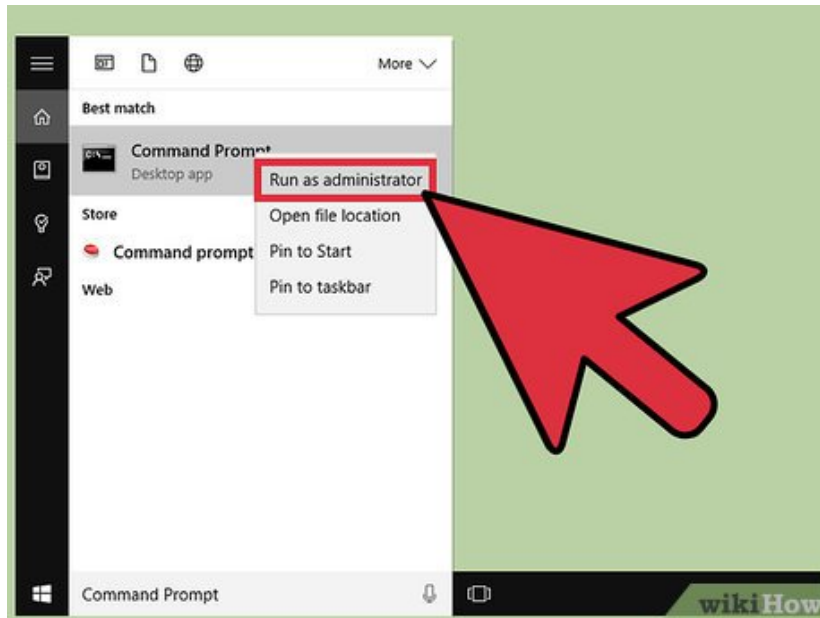 More
Best match
Command Prompt
Desktop app
Run as administrator
Store
Open file location
Command prompt
Pin to Start
Web
Pin to taskbar
Command Prompt
wikiHow